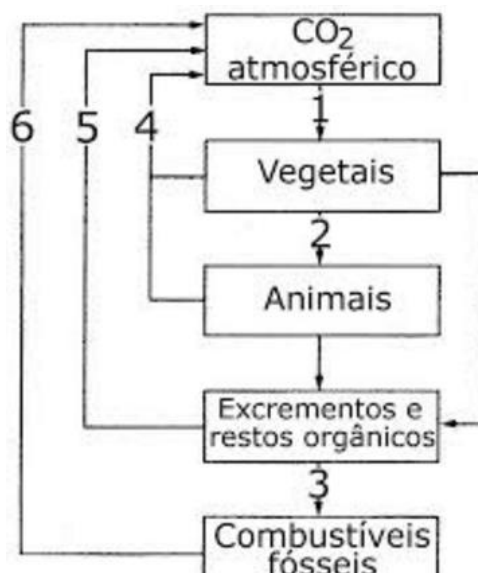 CO2
atmosférico
1
6 5 4
Vegetais
2
Animais
Excrementos e
restos orgânicos
3
Combustíveis
fósseis